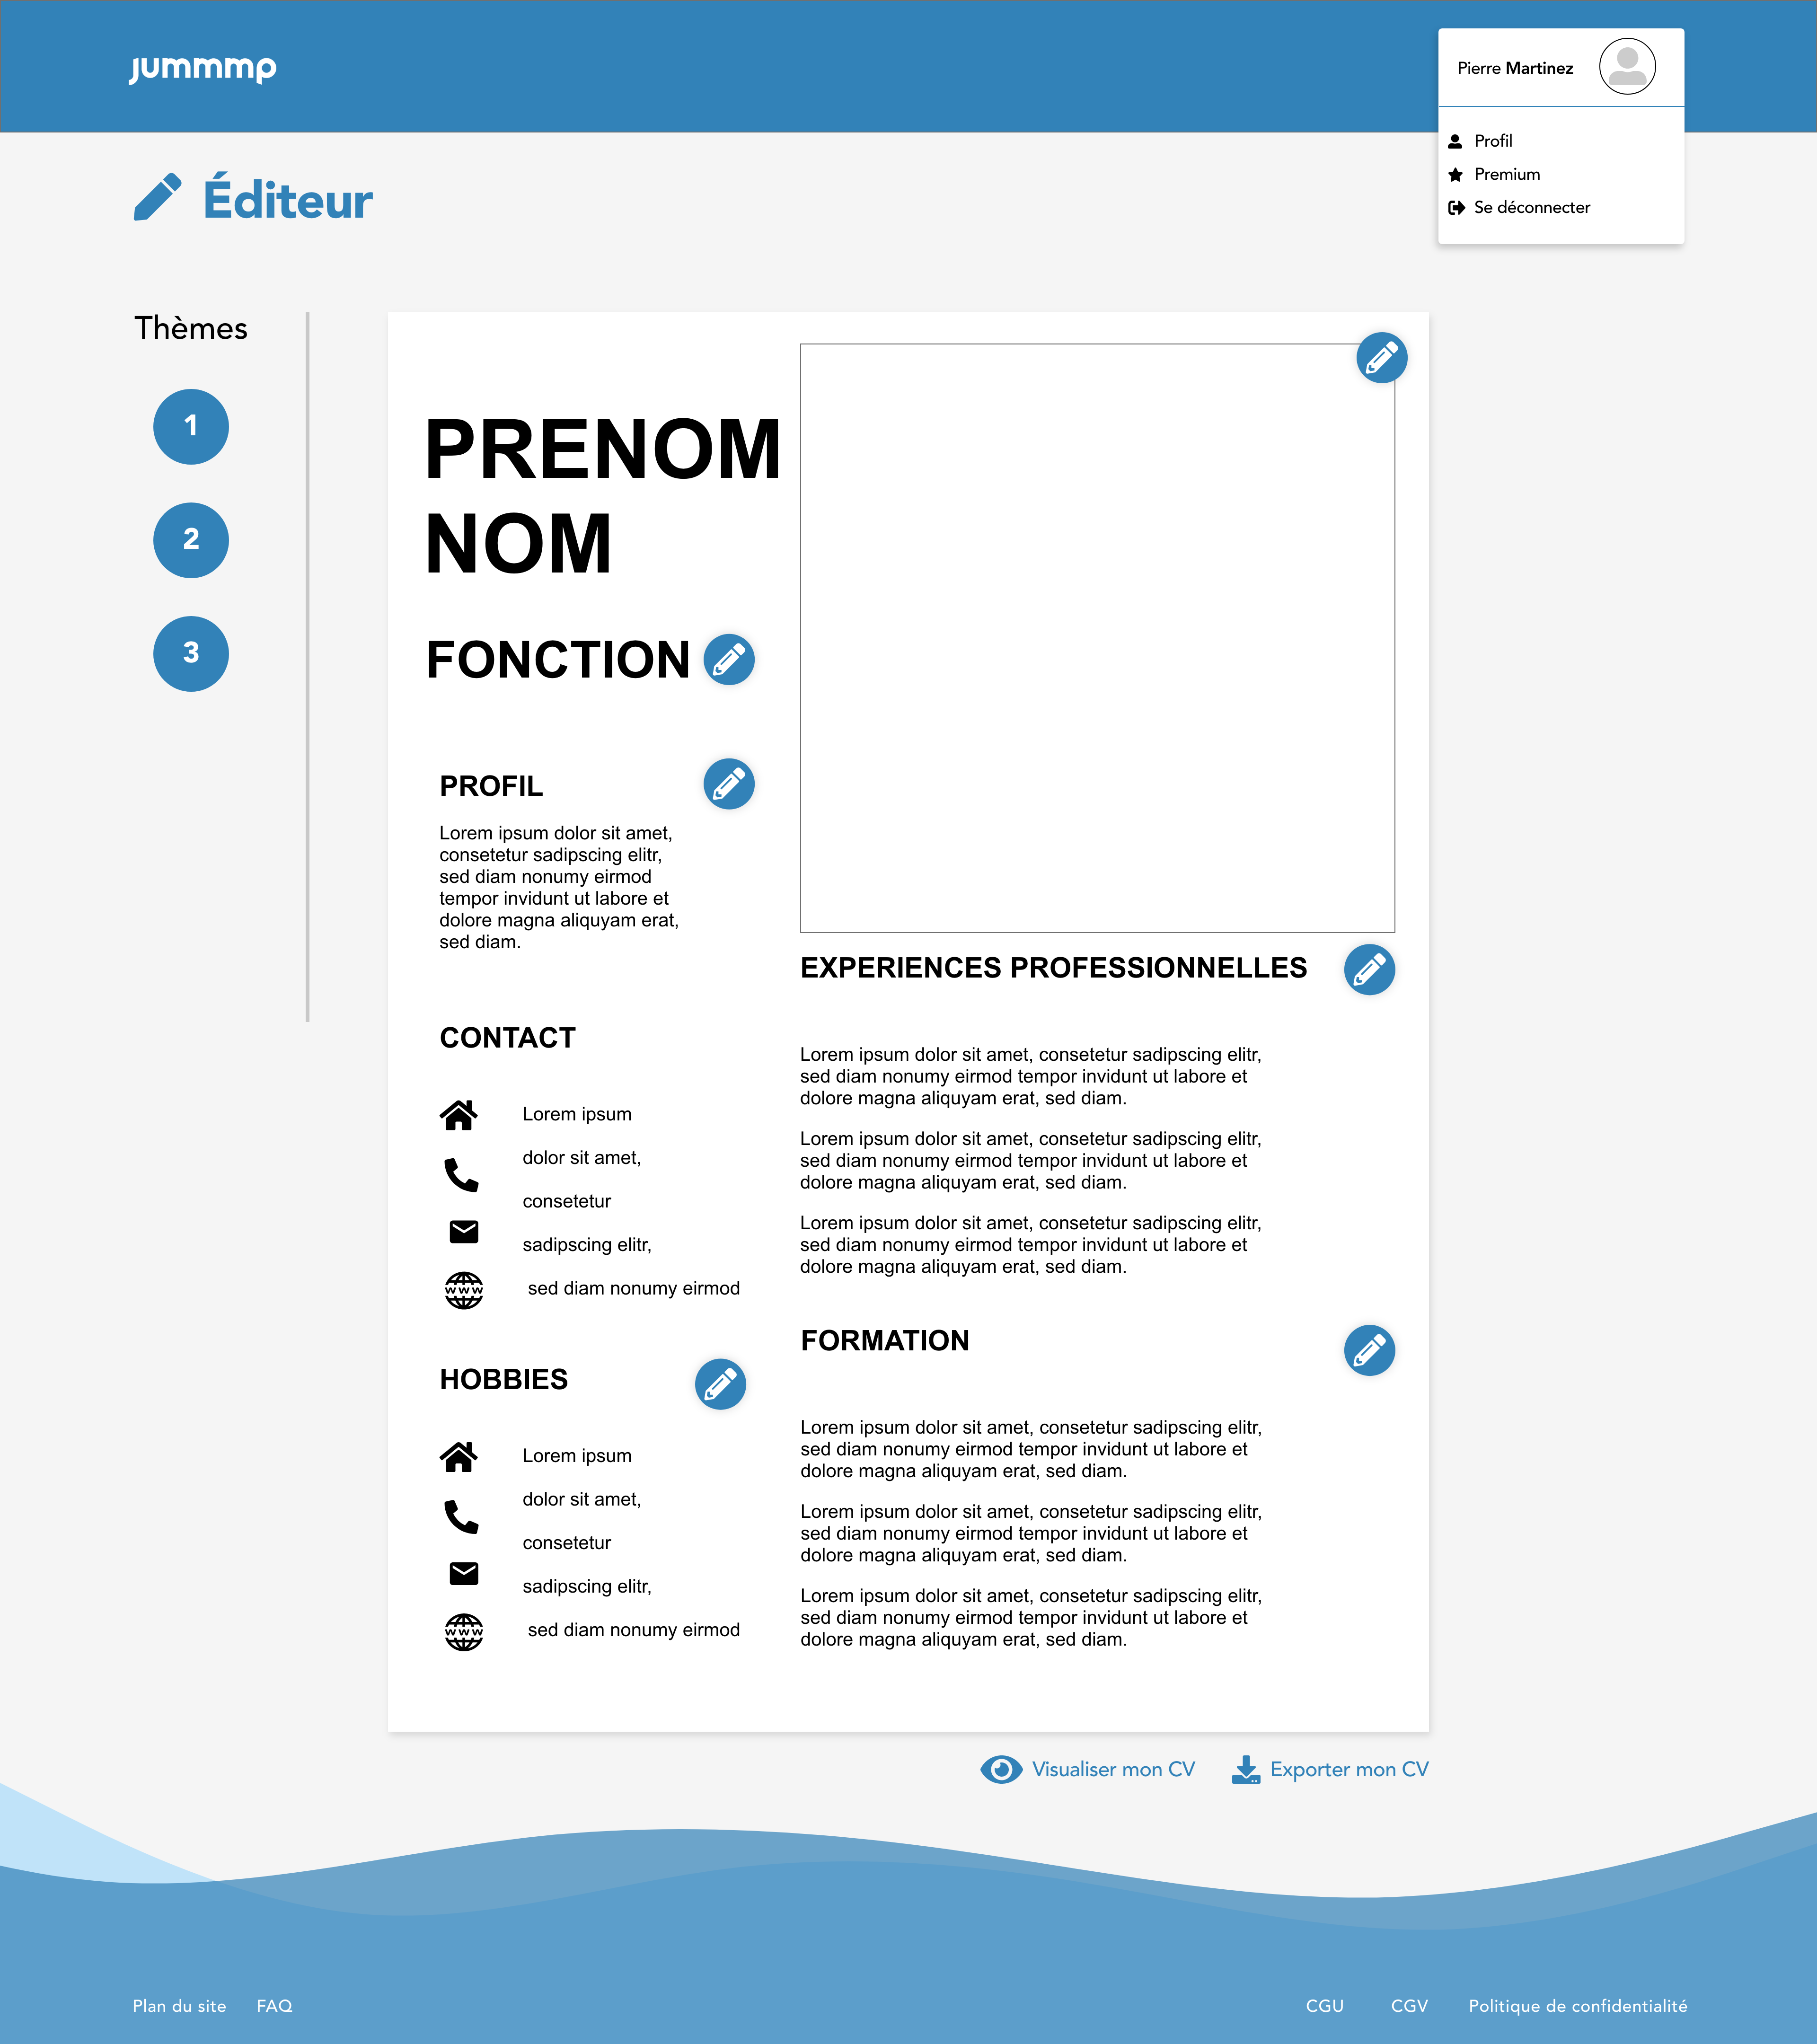 jummmp
Pierre Martinez
Profil
Premium
Se déconnecter
Éditeur
Thèmes
1
2
3
PRENOM
NOM
FONCTION
PROFIL
Lorem ipsum dolor sit amet,
consetetur sadipscing elitr,
sed diam nonumy eirmod
tempor invidunt ut labore et
dolore magna aliquyam erat,
sed diam.
CONTACT
Lorem ipsum
dolor sit amet,
consetetur
sadipscing elitr,
www
sed diam nonumy eirmod
HOBBIES
Lorem ipsum
dolor sit amet,
consetetur
sadipscing elitr,
www
sed diam nonumy eirmod
EXPERIENCES PROFESSIONNELLES
Lorem ipsum dolor sit amet, consetetur sadipscing elitr,
sed diam nonumy eirmod tempor invidunt ut labore et
dolore magna aliquyam erat, sed diam.
Lorem ipsum dolor sit amet, consetetur sadipscing elitr,
sed diam nonumy eirmod tempor invidunt ut labore et
dolore magna aliquyam erat, sed diam.
Lorem ipsum dolor sit amet, consetetur sadipscing elitr,
sed diam nonumy eirmod tempor invidunt ut labore et
dolore magna aliquyam erat, sed diam.
FORMATION
Lorem ipsum dolor sit amet, consetetur sadipscing elitr,
sed diam nonumy eirmod tempor invidunt ut labore et
dolore magna aliquyam erat, sed diam.
Lorem ipsum dolor sit amet, consetetur sadipscing elitr,
sed diam nonumy eirmod tempor invidunt ut labore et
dolore magna aliquyam erat, sed diam.
Lorem ipsum dolor sit amet, consetetur sadipscing elitr,
sed diam nonumy eirmod tempor invidunt ut labore et
dolore magna aliquyam erat, sed diam.
Visualiser mon CV
Exporter mon CV
Plan du site
FAQ
CGU
CGV
Politique de confidentialité